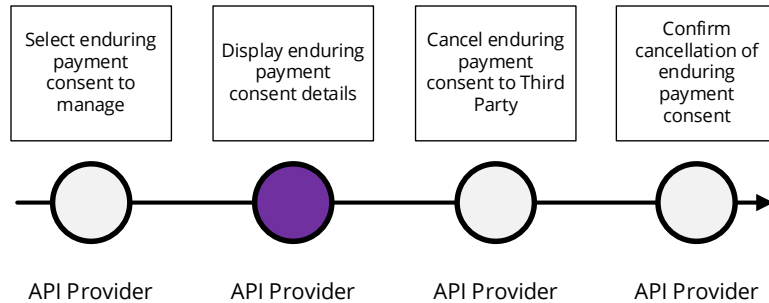 Select enduring
payment
consent to
manage
Display enduring
payment
consent details
Cancel enduring
payment
consent to Third
Party
Confirm
cancellation of
enduring
payment
consent
API Provider
API Provider
API Provider
API Provider